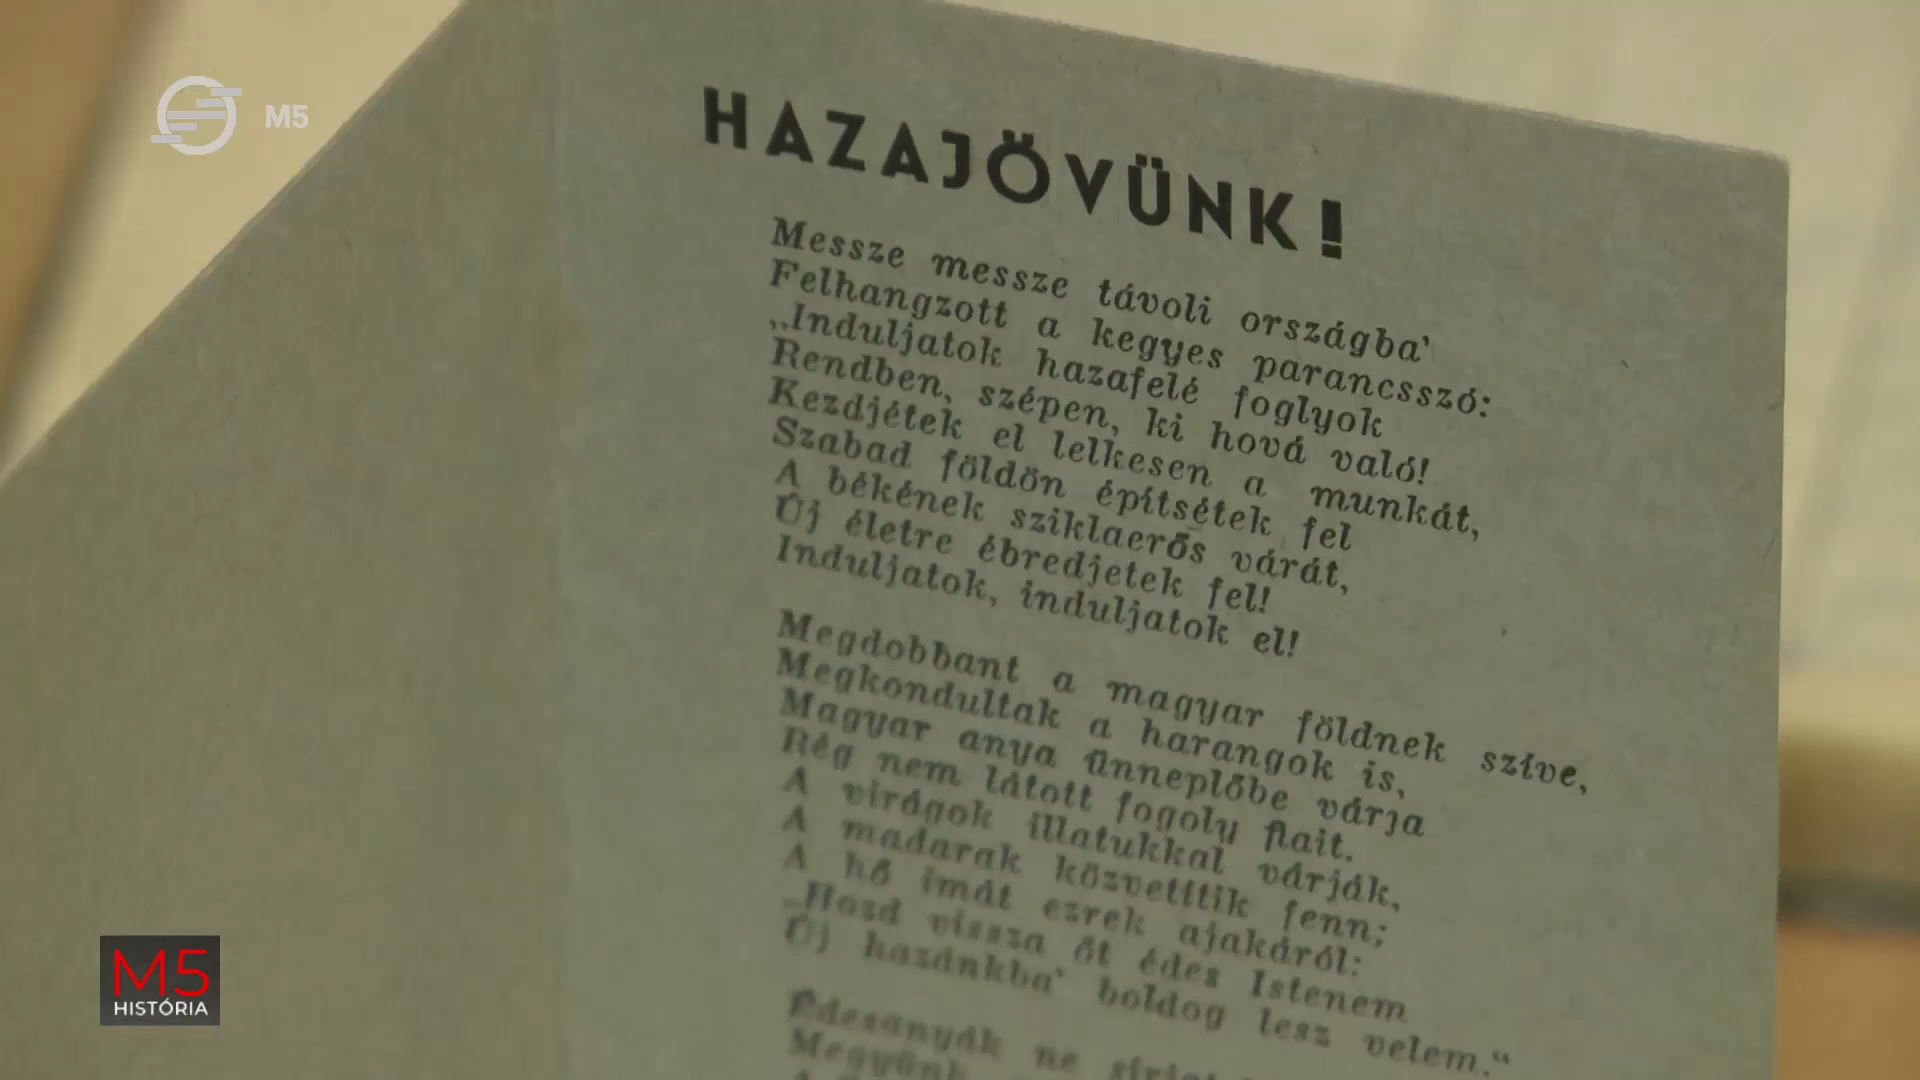 M5
HAZAJÖVÜNK!
Messze messze távoli országba'
Felhangzott a kegyes parancsszó:
„Induljatok hazafelé foglyok
Rendben, szépen, ki hová való!
Kezdjétek el lelkesen a munkát,
Szabad földön építsétek fel
A békének sziklaerős várát,
Új életre ébredjetek fel!
Induljatok, induljatok el!
Megdobbant a magyar földnek szíve,
Megkondultak a harangok is,
Magyar anya ünneplőbe várja
Rég nem látott fogoly fiait.
A virágok illatukkal várják,
A madarak közvetítik fenn;
A hő imát ezrek ajakáról:
„Hozd vissza őt édes Istenem
Új hazánkba' boldog lesz velem."
Édesanyák ne
Megyünk
M5
HISTÓRIA